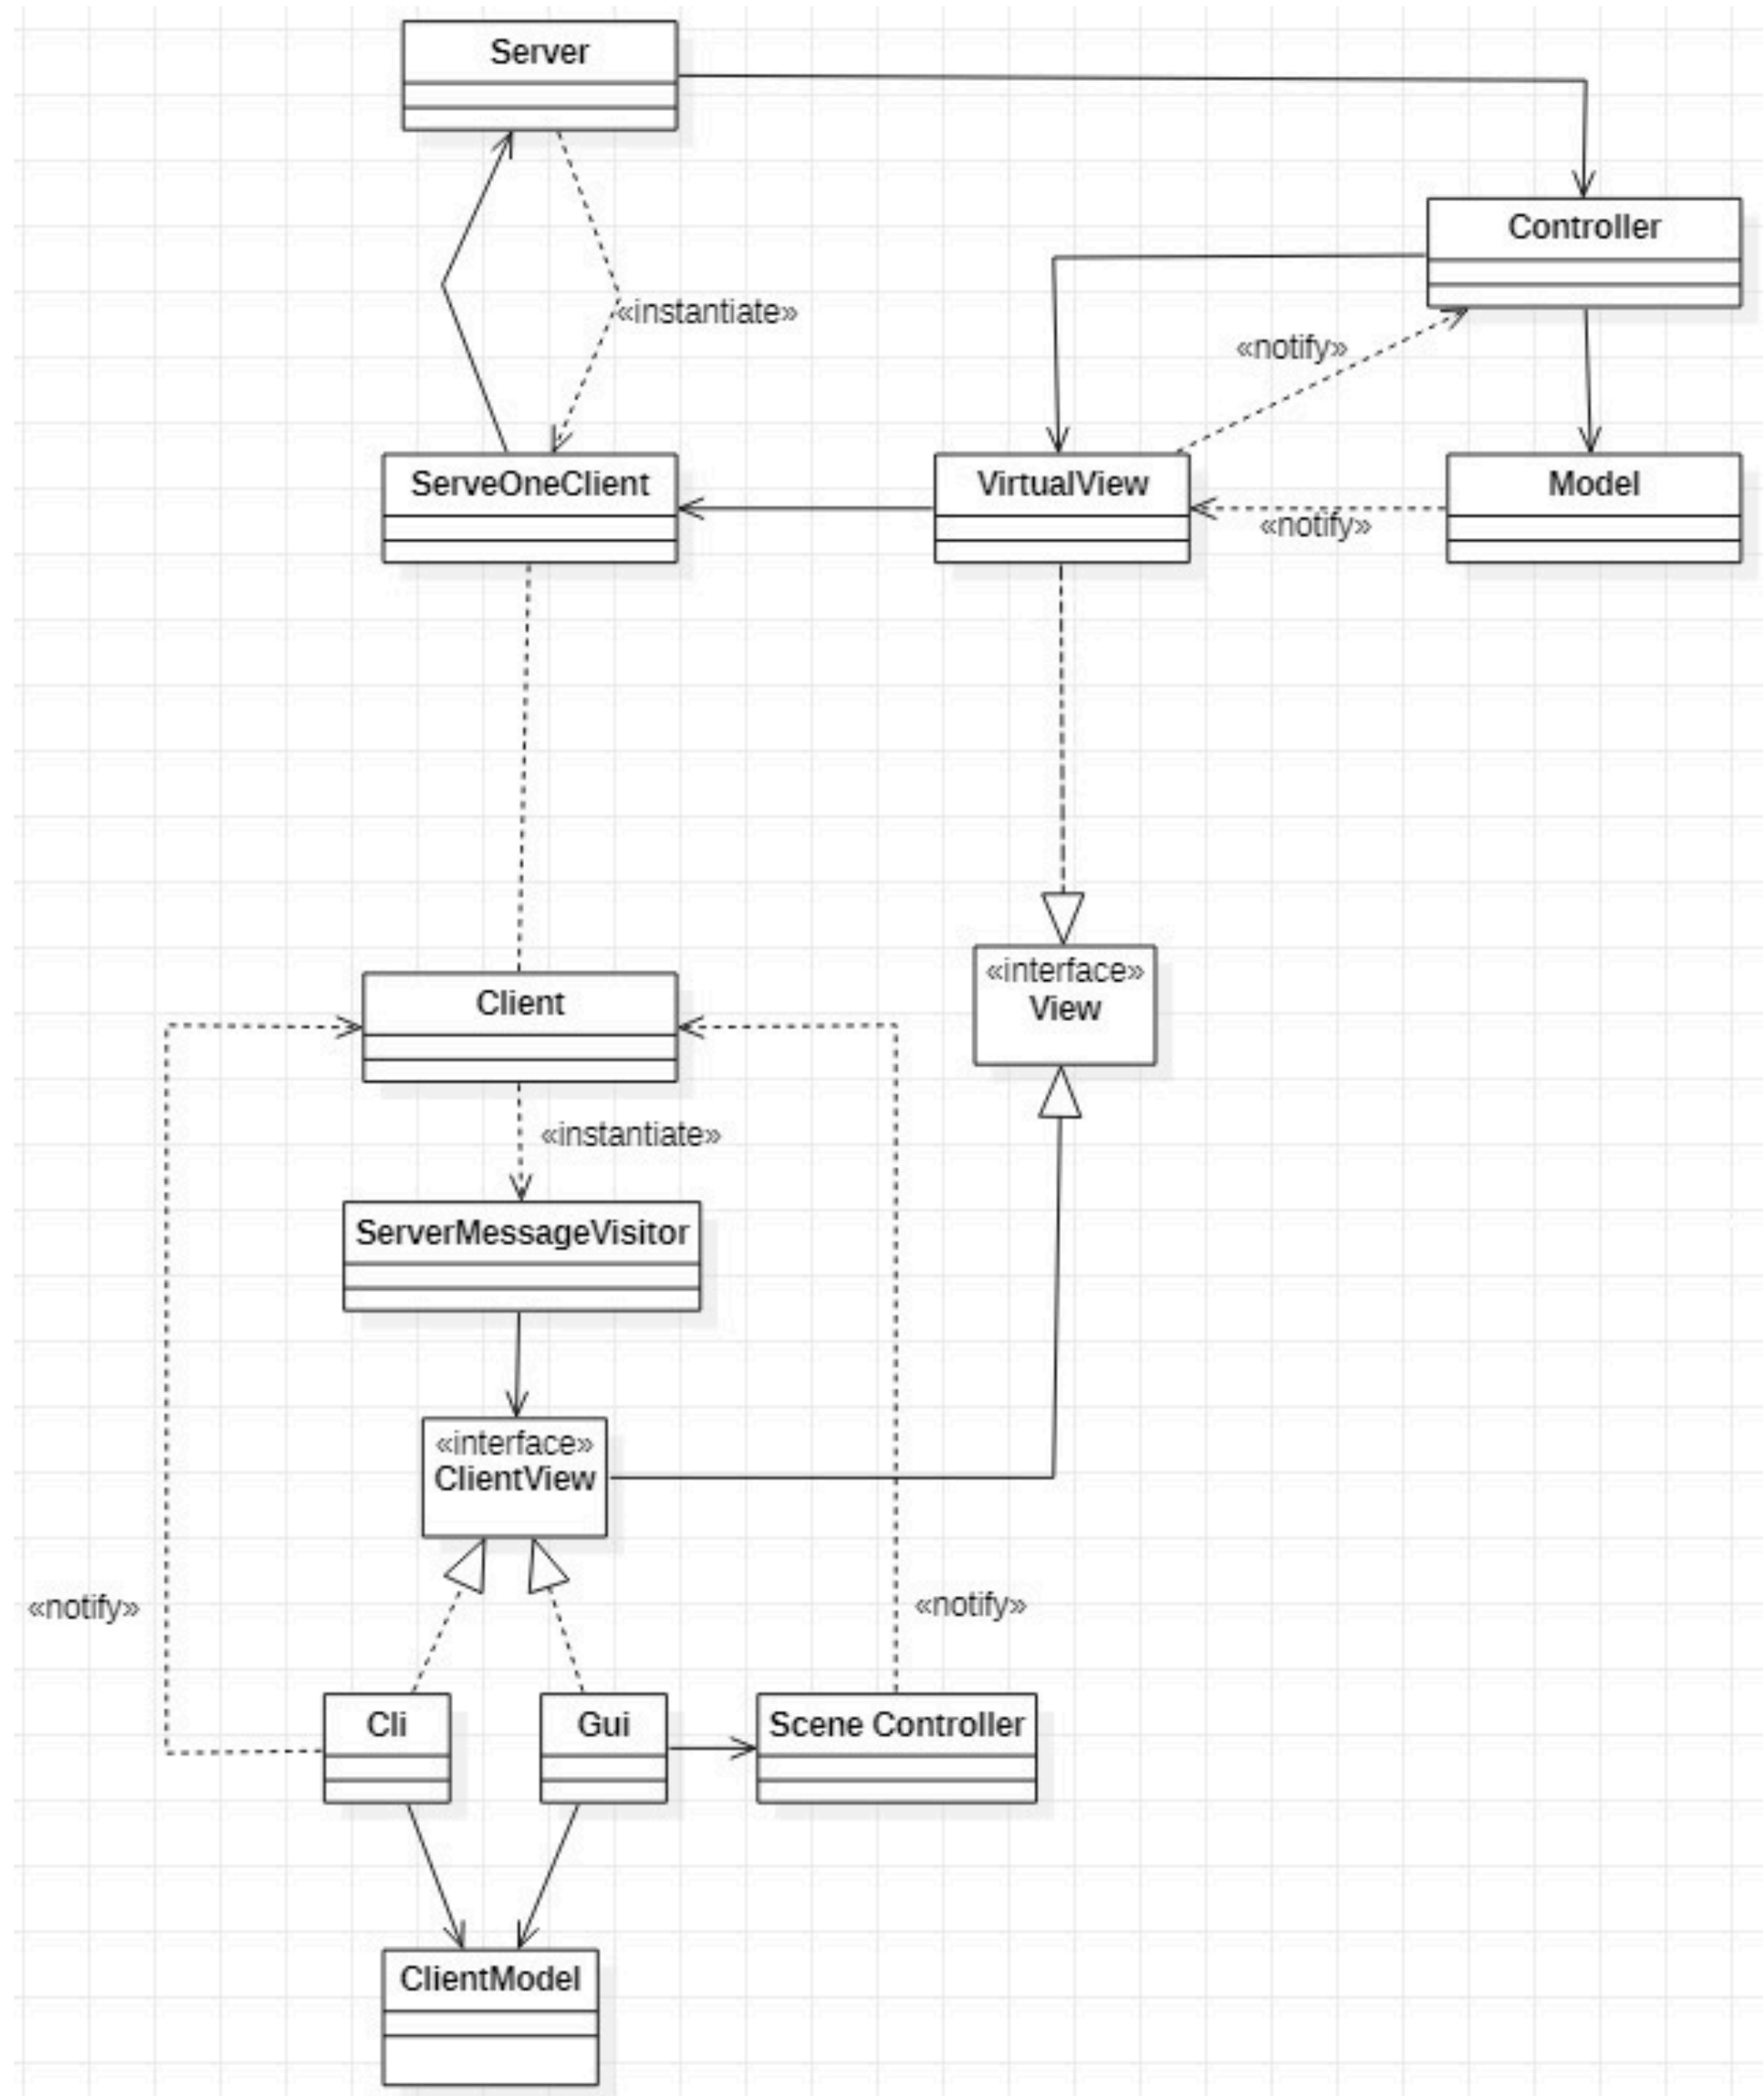 Server
Controller
«instantiate»
«notify»
ServeOneClient
VirtualView
Model
«notify»
«interface»
View
Client
«instantiate»
ServerMessageVisitor
«interface»
ClientView
«notify»
«notify»
Cli
Gui
Scene Controller
ClientModel